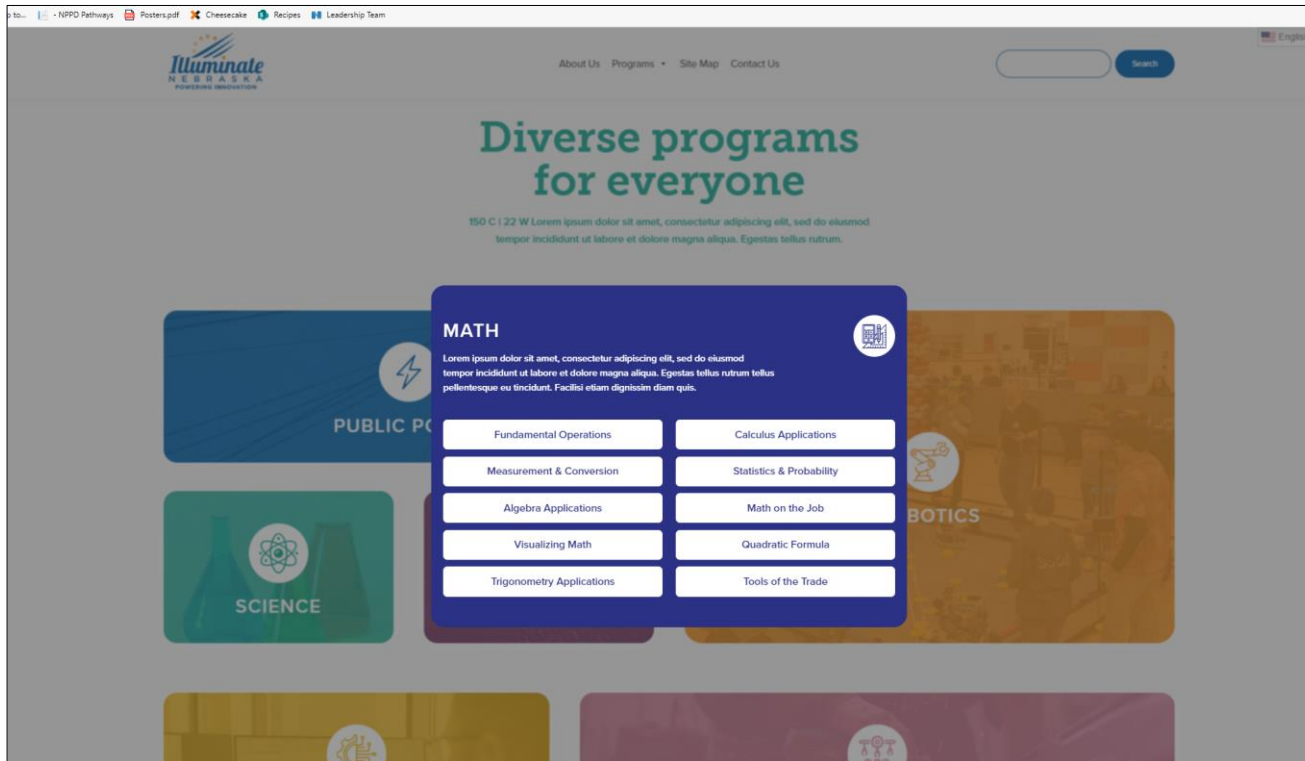 to...
- NPPD Pathways
Posters.pdf
Cheesecake
Recipes
Leadership Team
Illuminate
NEBRASKA
POWERING INNOVATION
About Us Programs Site Map Contact Us
Search
English
Diverse programs
for everyone
150 C | 22 W Lorem ipsum dolor sit amet, consectetur adipiscing elit, sed do eiusmod
tempor incididunt ut labore et dolore magna aliqua. Egestas tellus rutrum.
PUBLIC PO
MATH
Lorem ipsum dolor sit amet, consectetur adipiscing elit, sed do eiusmod
tempor incididunt ut labore et dolore magna aliqua. Egestas tellus rutrum tellus
pellentesque eu tincidunt. Facilisi etiam dignissim diam quis.
Fundamental Operations
Calculus Applications
Measurement & Conversion
Statistics & Probability
Algebra Applications
Math on the Job
Visualizing Math
Quadratic Formula
Trigonometry Applications
Tools of the Trade
BOTICS
SCIENCE